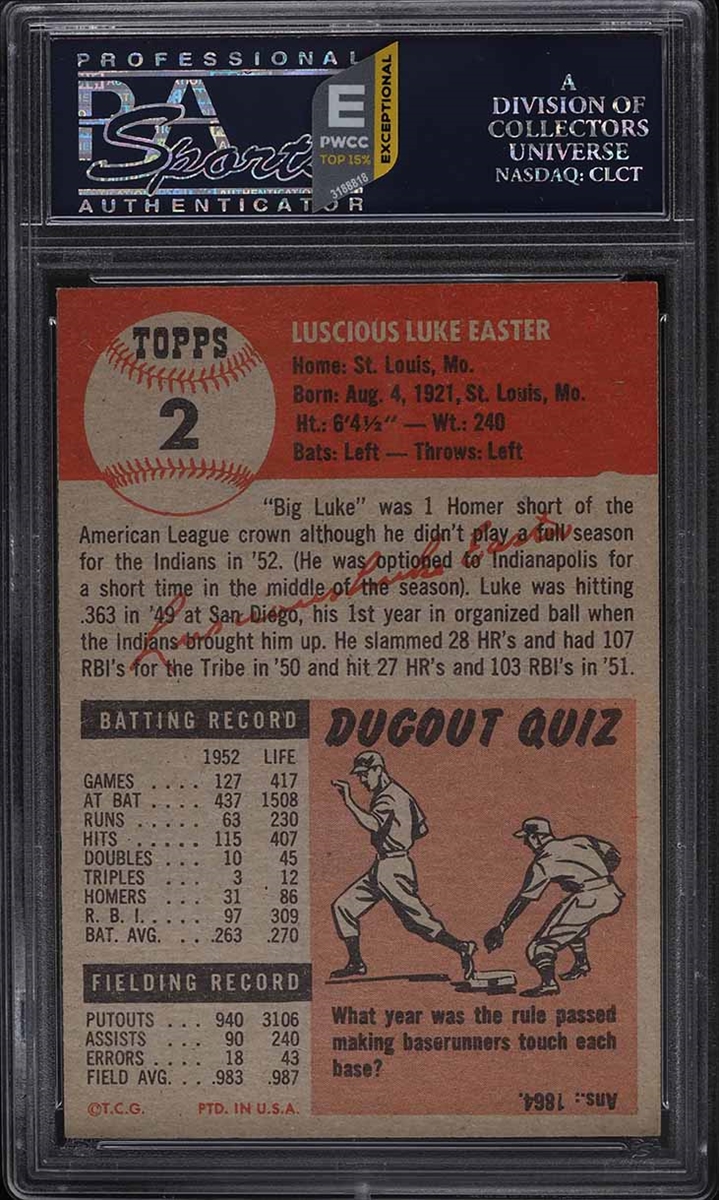 PROFESSIONAL
PSA
Sports
AUTHENTICATOR
E
PWCC
TOP 15%
EXCEPTIONAL
3188818
A
DIVISION OF
COLLECTORS
UNIVERSE
NASDAQ: CLCT
TOPPS
2
LUSCIOUS LUKE EASTER
Home: St. Louis, Mo.
Born: Aug. 4, 1921, St. Louis, Mo.
Ht.: 6'4½" — Wt.: 240
Bats: Left — Throws: Left
"Big Luke" was 1 Homer short of the
American League crown although he didn't play a full season
for the Indians in '52. (He was optioned to Indianapolis for
a short time in the middle of the season). Luke was hitting
.363 in '49 at San Diego, his 1st year in organized ball when
the Indians brought him up. He slammed 28 HR's and had 107
RBI's for the Tribe in '50 and hit 27 HR's and 103 RBI's in '51.
Luscious Luke Easter
BATTING RECORD
1952 LIFE
GAMES .... 127 417
AT BAT .... 437 1508
RUNS ..... 63 230
HITS ..... 115 407
DOUBLES ... 10 45
TRIPLES ... 3 12
HOMERS ... 31 86
R. B. I..... 97 309
BAT. AVG. .. .263 .270
FIELDING RECORD
PUTOUTS ... 940 3106
ASSISTS ... 90 240
ERRORS ... 18 43
FIELD AVG. .. .983 .987
©T.C.G. PTD. IN U.S.A.
DUGOUT QUIZ
What year was the rule passed
making baserunners touch each
base?
Ans.: 1864.